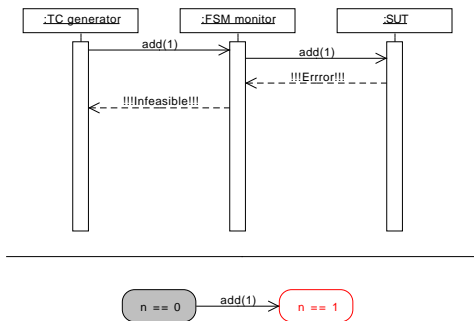 :TC generator :FSM monitor :SUT
add(1)
add(1)
!!!Errror!!!
!!!Infeasible!!!
n == 0 add(1) n == 1